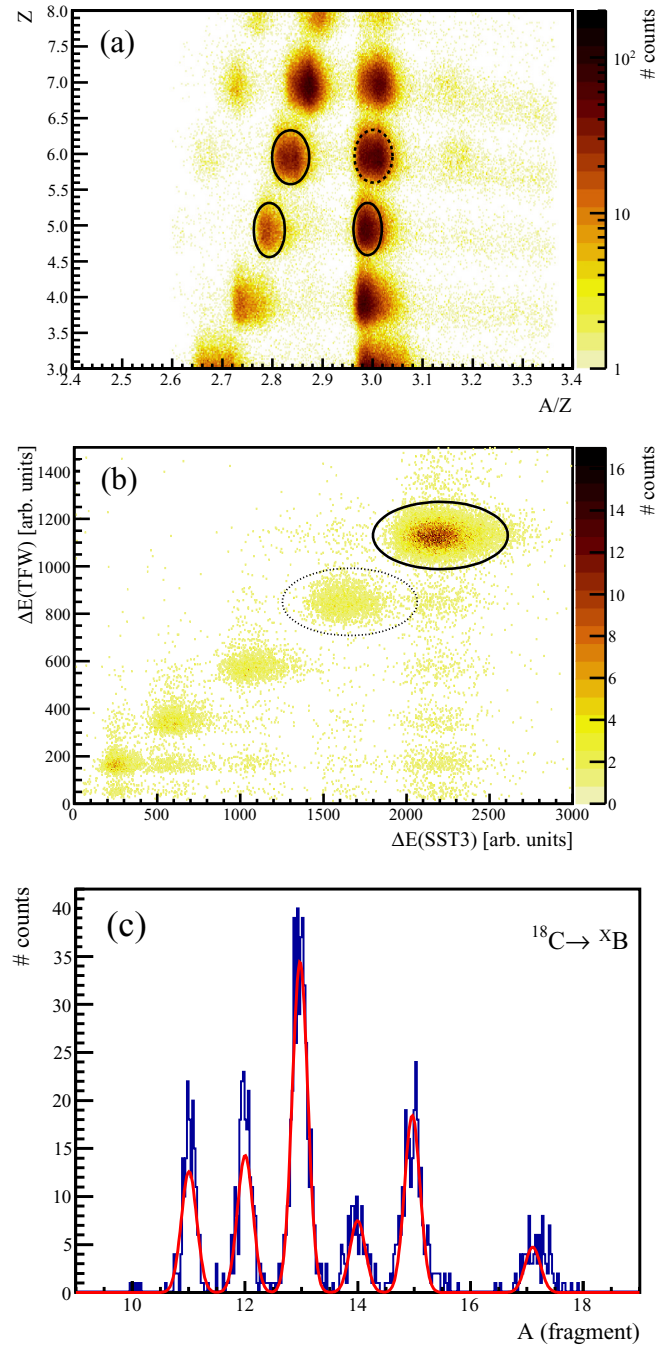 (a)
Z
8.0
7.5
7.0
6.5
6.0
5.5
5.0
4.5
4.0
3.5
3.0
2.4 2.5 2.6 2.7 2.8 2.9 3.0 3.1 3.2 3.3 3.4
A/Z
# counts
10²
10
1
(b)
ΔE(TFW) [arb. units]
1400
1200
1000
800
600
400
200
0
0 500 1000 1500 2000 2500 3000
ΔE(SST3) [arb. units]
# counts
16
14
12
10
8
6
4
2
0
(c)
# counts
¹⁸C→ ˣB
40
35
30
25
20
15
10
5
0
10 12 14 16 18
A (fragment)